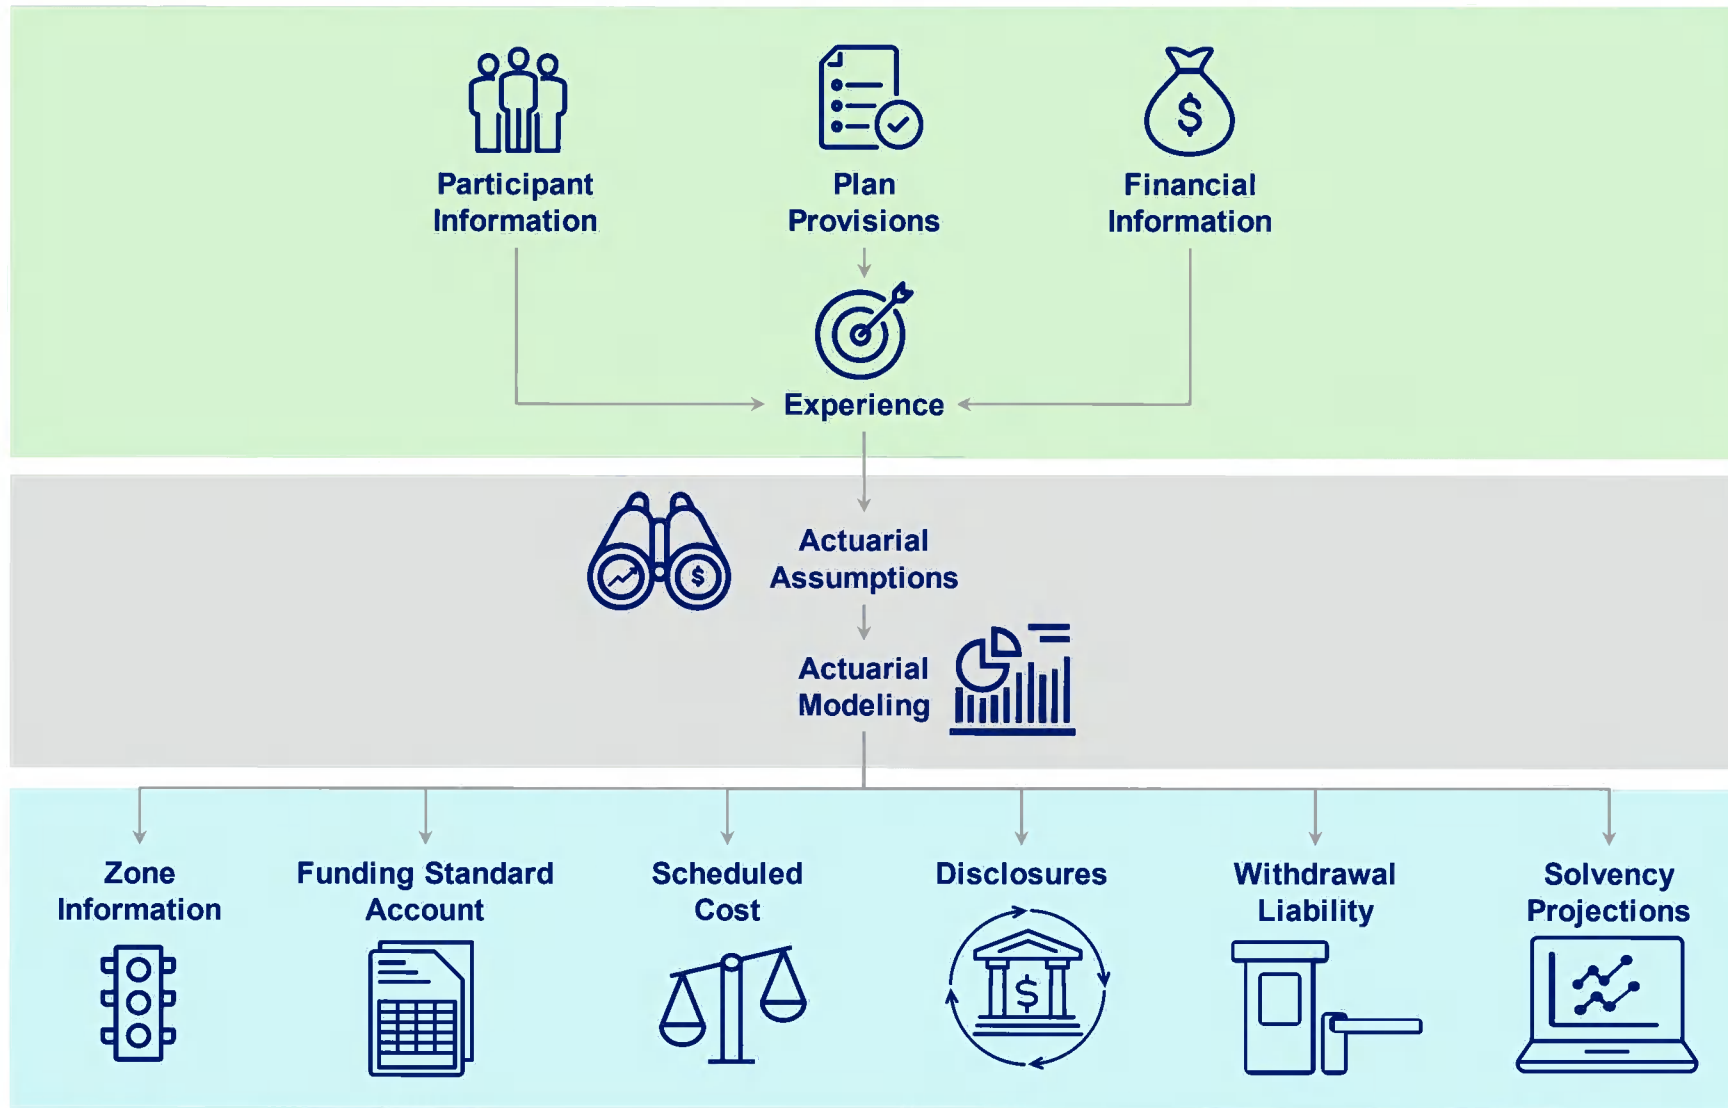 Participant
Information
Plan
Provisions
$
Financial
Information
Experience
$
Actuarial
Assumptions
Actuarial
Modeling
Zone
Information
Funding Standard
Account
Scheduled
Cost
Disclosures
$
Withdrawal
Liability
Solvency
Projections